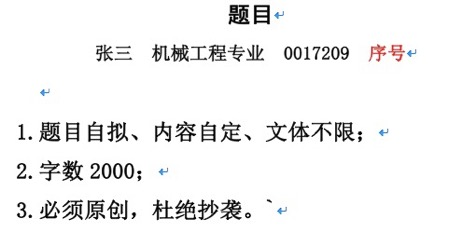 题目
张三 机械工程专业 0017209 序号
1.题目自拟、内容自定、文体不限；
2.字数 2000；
3.必须原创，杜绝抄袭。`